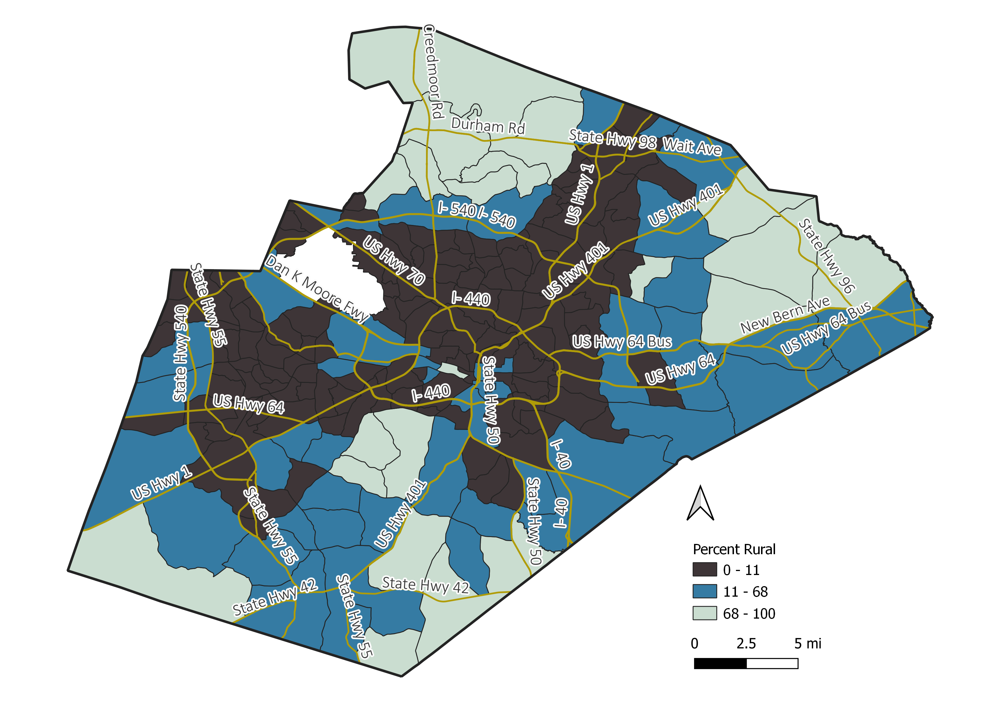 Creedmoor Rd
Durham Rd
State Hwy 98
Wait Ave
US Hwy 1
US Hwy 401
I- 540
I- 540
State Hwy 96
US Hwy 70
US Hwy 401
Dan K Moore Fwy
State Hwy 55
State Hwy 540
I- 440
New Bern Ave
US Hwy 64 Bus
US Hwy 64 Bus
US Hwy 64
State Hwy 50
I- 440
US Hwy 64
I- 40
US Hwy 1
State Hwy 55
US Hwy 401
State Hwy 50
I- 40
State Hwy 42
State Hwy 42
State Hwy 55
Percent Rural
0 - 11
11 - 68
68 - 100
0 2.5 5 mi